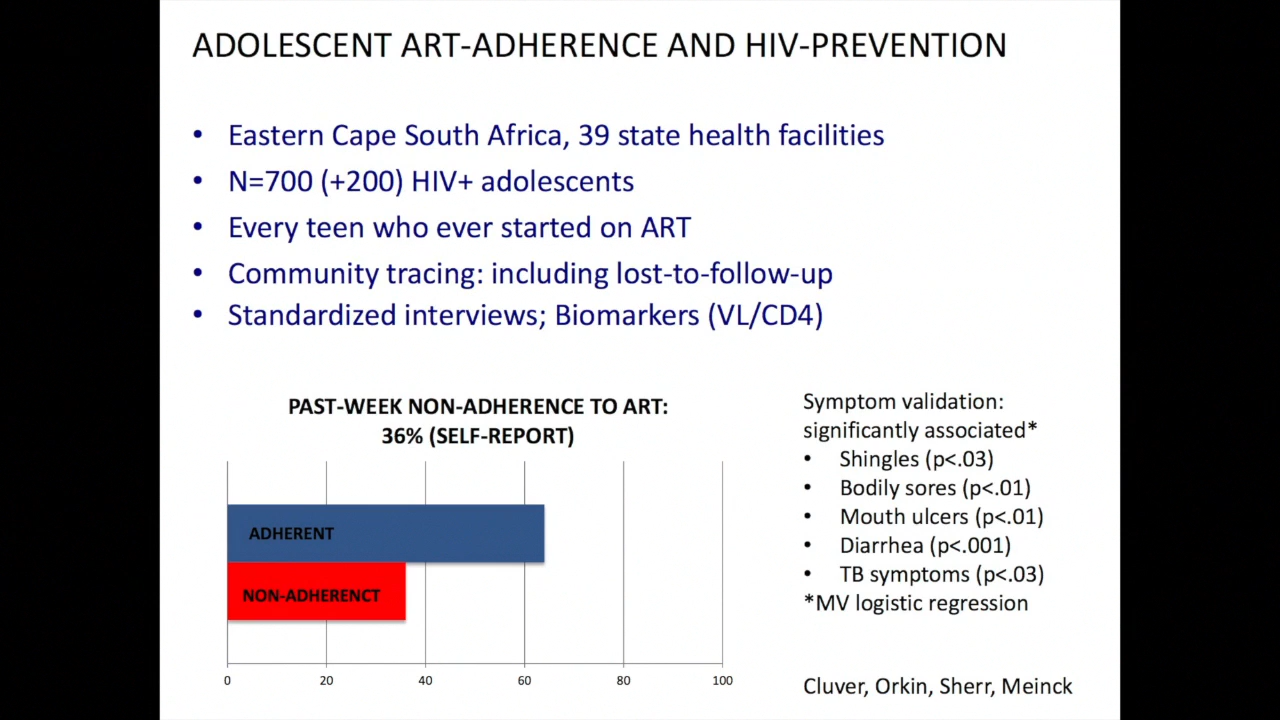 ADOLESCENT ART-ADHERENCE AND HIV-PREVENTION
• Eastern Cape South Africa, 39 state health facilities
• N=700 (+200) HIV+ adolescents
• Every teen who ever started on ART
• Community tracing: including lost-to-follow-up
• Standardized interviews; Biomarkers (VL/CD4)
PAST-WEEK NON-ADHERENCE TO ART:
36% (SELF-REPORT)
ADHERENT
NON-ADHERENCT
0 20 40 60 80 100
Symptom validation:
significantly associated*
• Shingles (p<.03)
• Bodily sores (p<.01)
• Mouth ulcers (p<.01)
• Diarrhea (p<.001)
• TB symptoms (p<.03)
*MV logistic regression
Cluver, Orkin, Sherr, Meinck